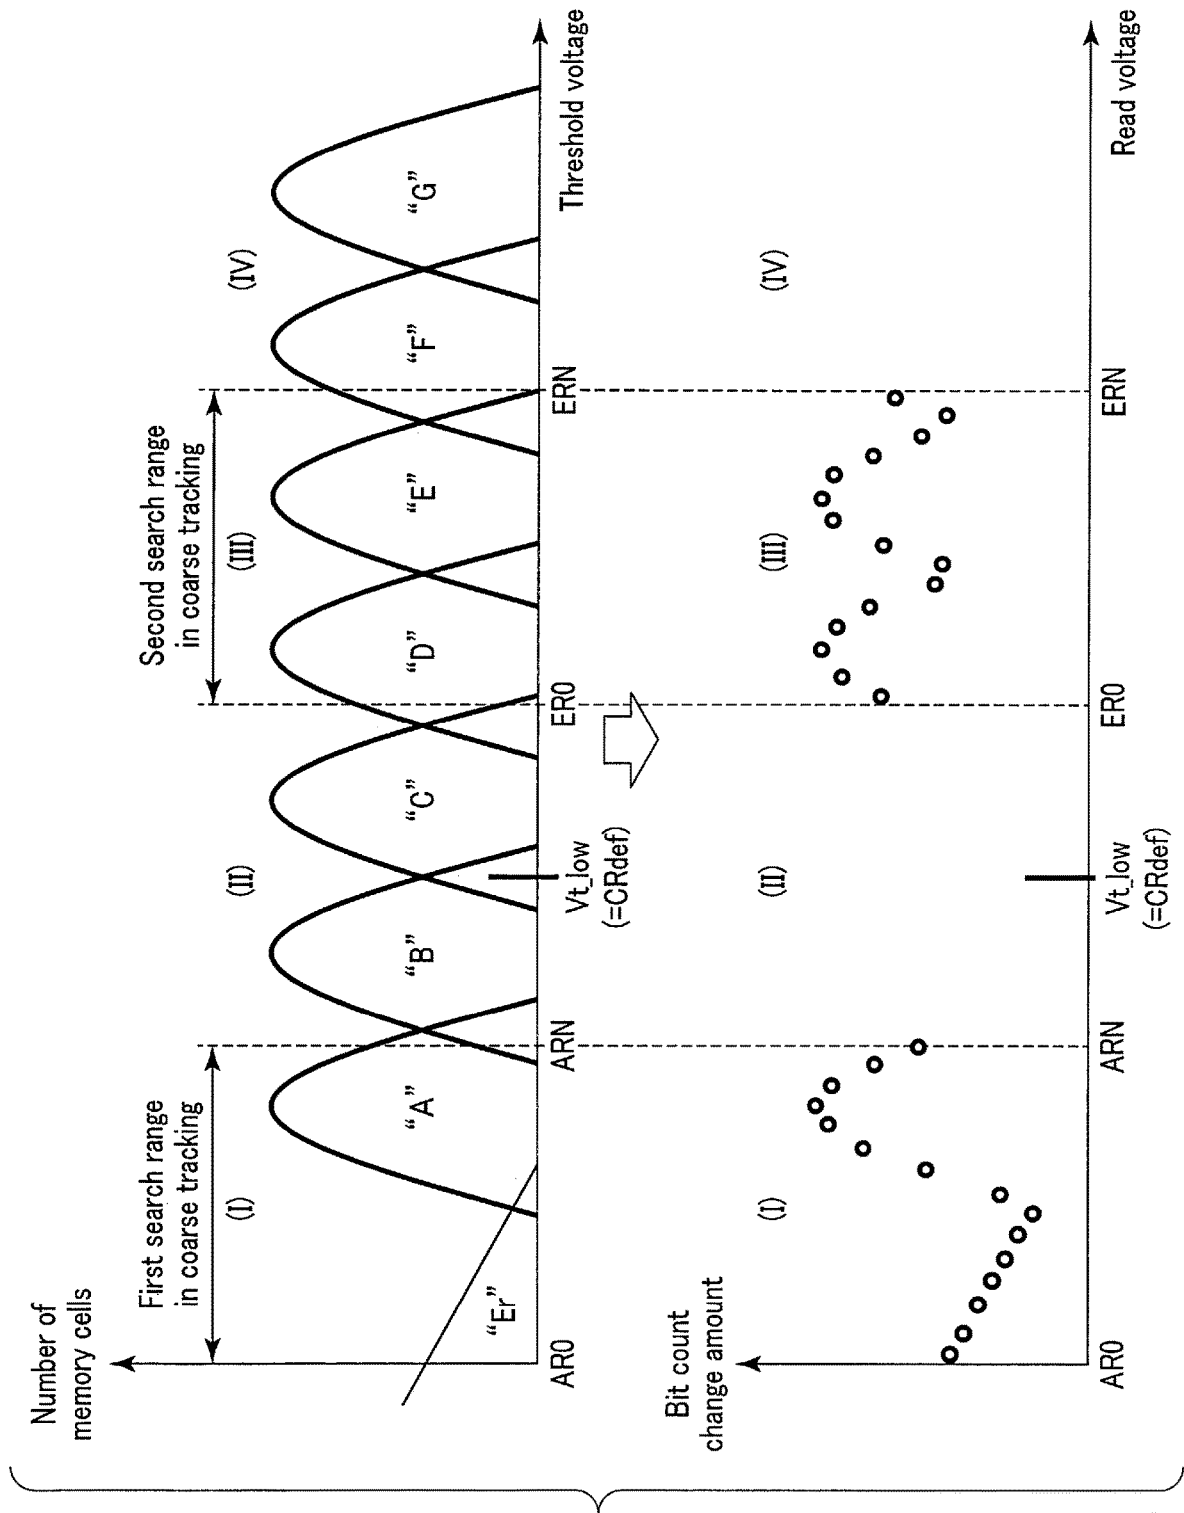 Number of
memory cells
First search range
in coarse tracking
Second search range
in coarse tracking
(I)
(II)
(III)
(IV)
“Er”
“A”
“B”
“C”
“D”
“E”
“F”
“G”
AR0
ARN
Vt_low
(=CRdef)
ER0
ERN
Threshold voltage
Bit count
change amount
(I)
(II)
(III)
(IV)
AR0
ARN
Vt_low
(=CRdef)
ER0
ERN
Read voltage